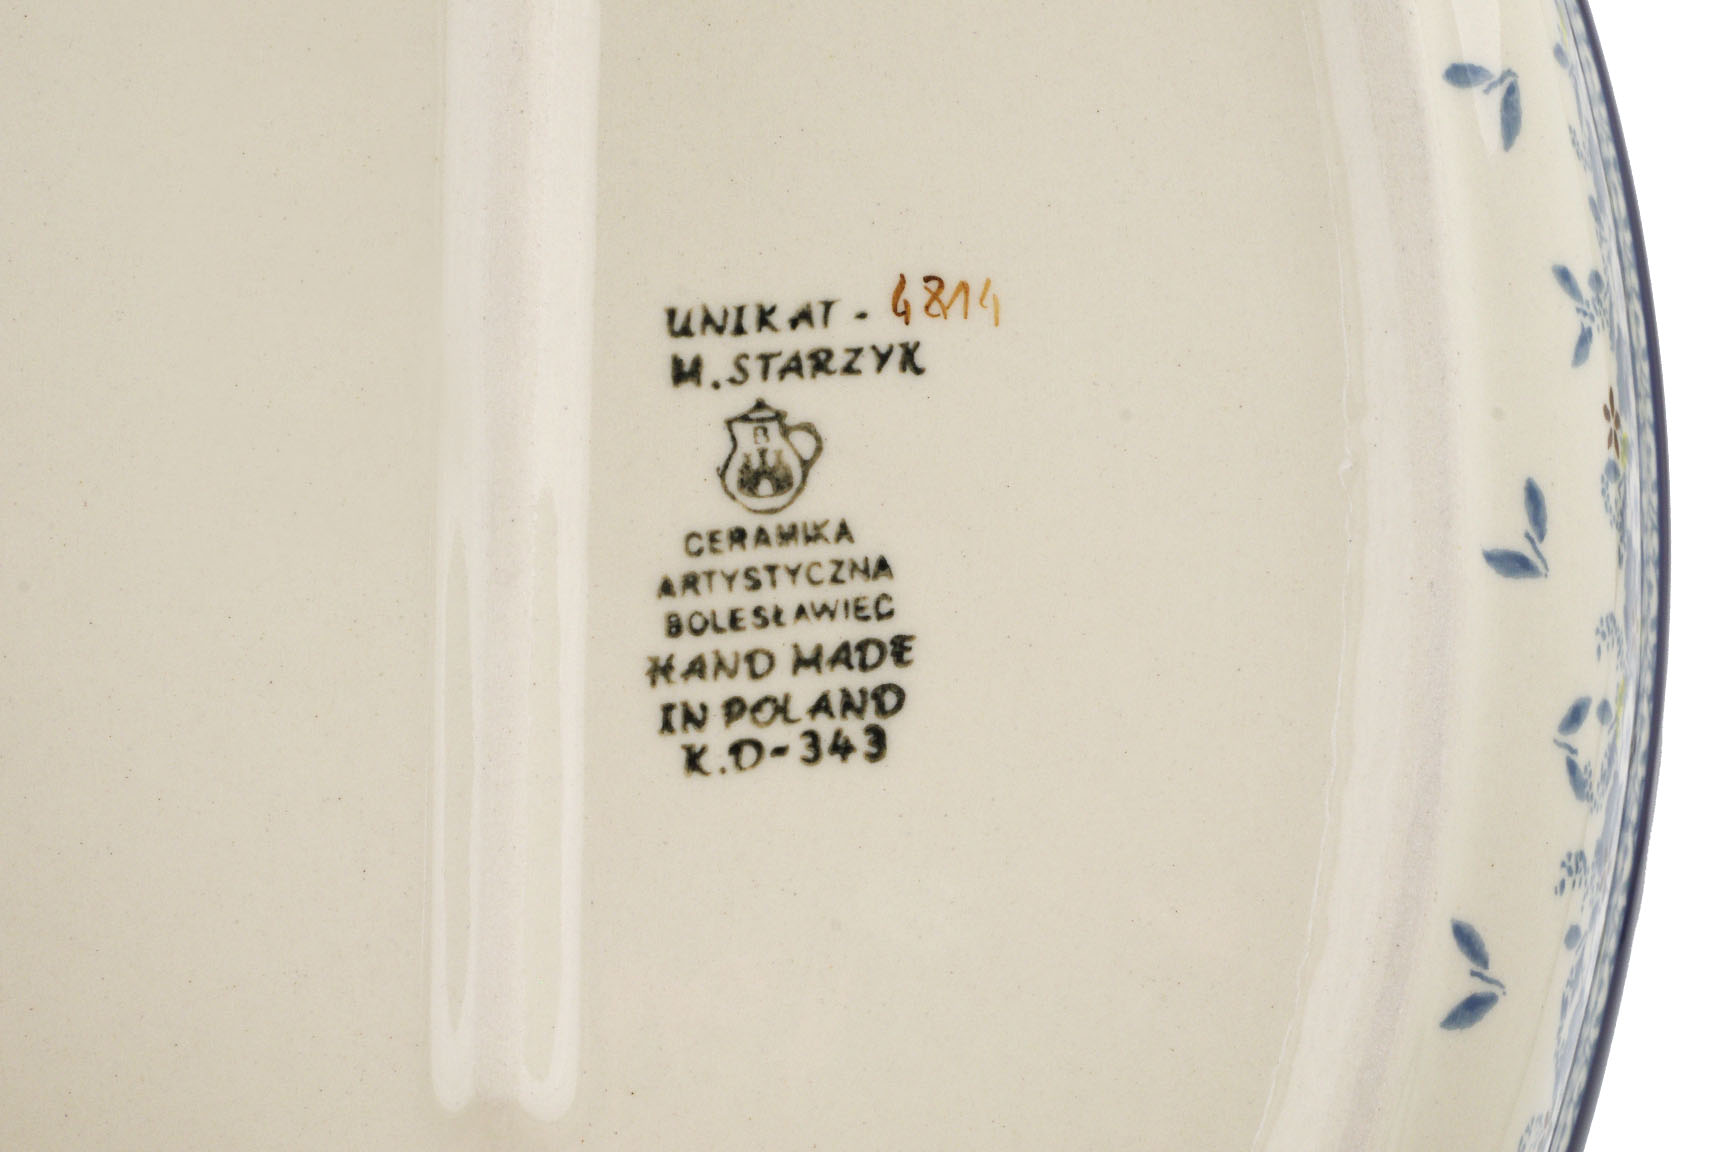 UNIKAT - 4814
M. STARZYK
B
CERAMIKA
ARTYSTYCZNA
BOLESŁAWIEC
HAND MADE
IN POLAND
K.D-343